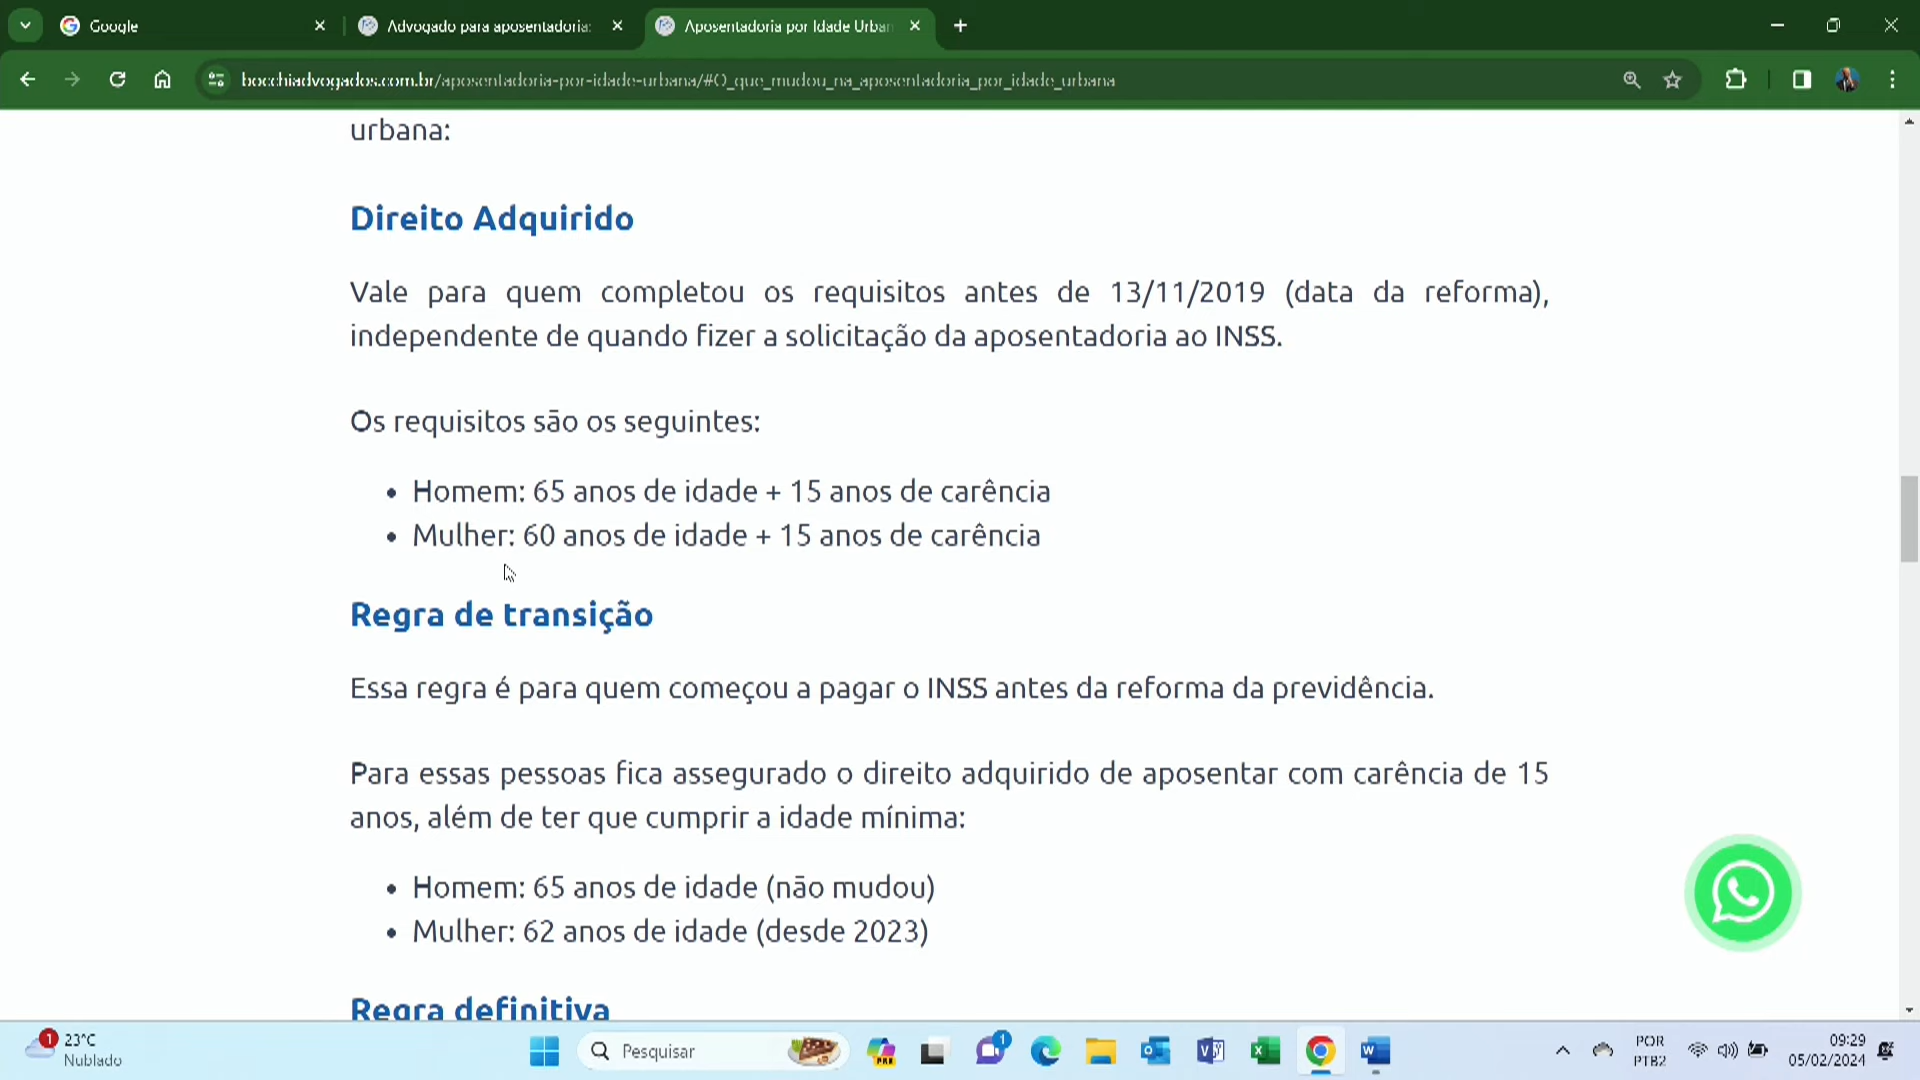 Google
Advogado para aposentadoria:
Aposentadoria por Idade Urban
bocchiadvogados.com.br/aposentadoria-por-idade-urbana/#O_que_mudou_na_aposentadoria_por_idade_urbana
urbana:
Direito Adquirido
Vale para quem completou os requisitos antes de 13/11/2019 (data da reforma),
independente de quando fizer a solicitação da aposentadoria ao INSS.
Os requisitos são os seguintes:
• Homem: 65 anos de idade + 15 anos de carência
• Mulher: 60 anos de idade + 15 anos de carência
Regra de transição
Essa regra é para quem começou a pagar o INSS antes da reforma da previdência.
Para essas pessoas fica assegurado o direito adquirido de aposentar com carência de 15
anos, além de ter que cumprir a idade mínima:
• Homem: 65 anos de idade (não mudou)
• Mulher: 62 anos de idade (desde 2023)
Regra definitiva
1
23°C
Nublado
Pesquisar
PRE
1
POR
PTB2
09:29
05/02/2024